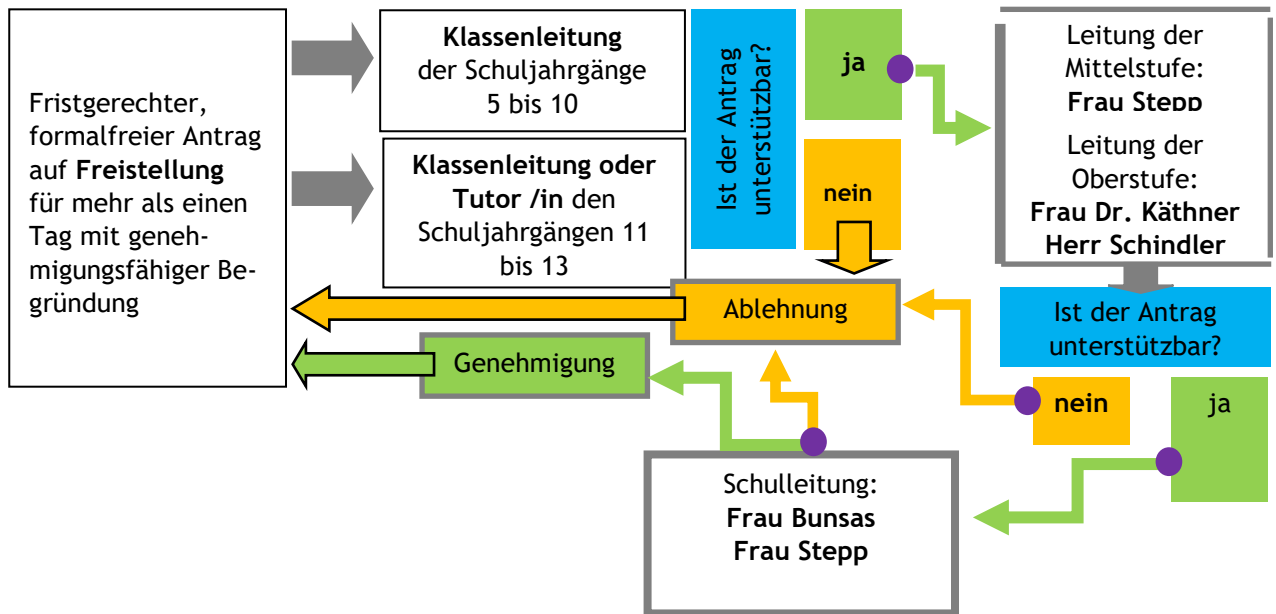 Fristgerechter,
formalfreier Antrag
auf Freistellung
für mehr als einen
Tag mit geneh-
migungsfähiger Be-
gründung
Klassenleitung
der Schuljahrgänge
5 bis 10
Klassenleitung oder
Tutor /in den
Schuljahrgängen 11
bis 13
Ist der Antrag
unterstützbar?
ja
nein
Leitung der
Mittelstufe:
Frau Stepp
Leitung der
Oberstufe:
Frau Dr. Käthner
Herr Schindler
Ist der Antrag
unterstützbar?
nein
ja
Ablehnung
Genehmigung
Schulleitung:
Frau Bunsas
Frau Stepp